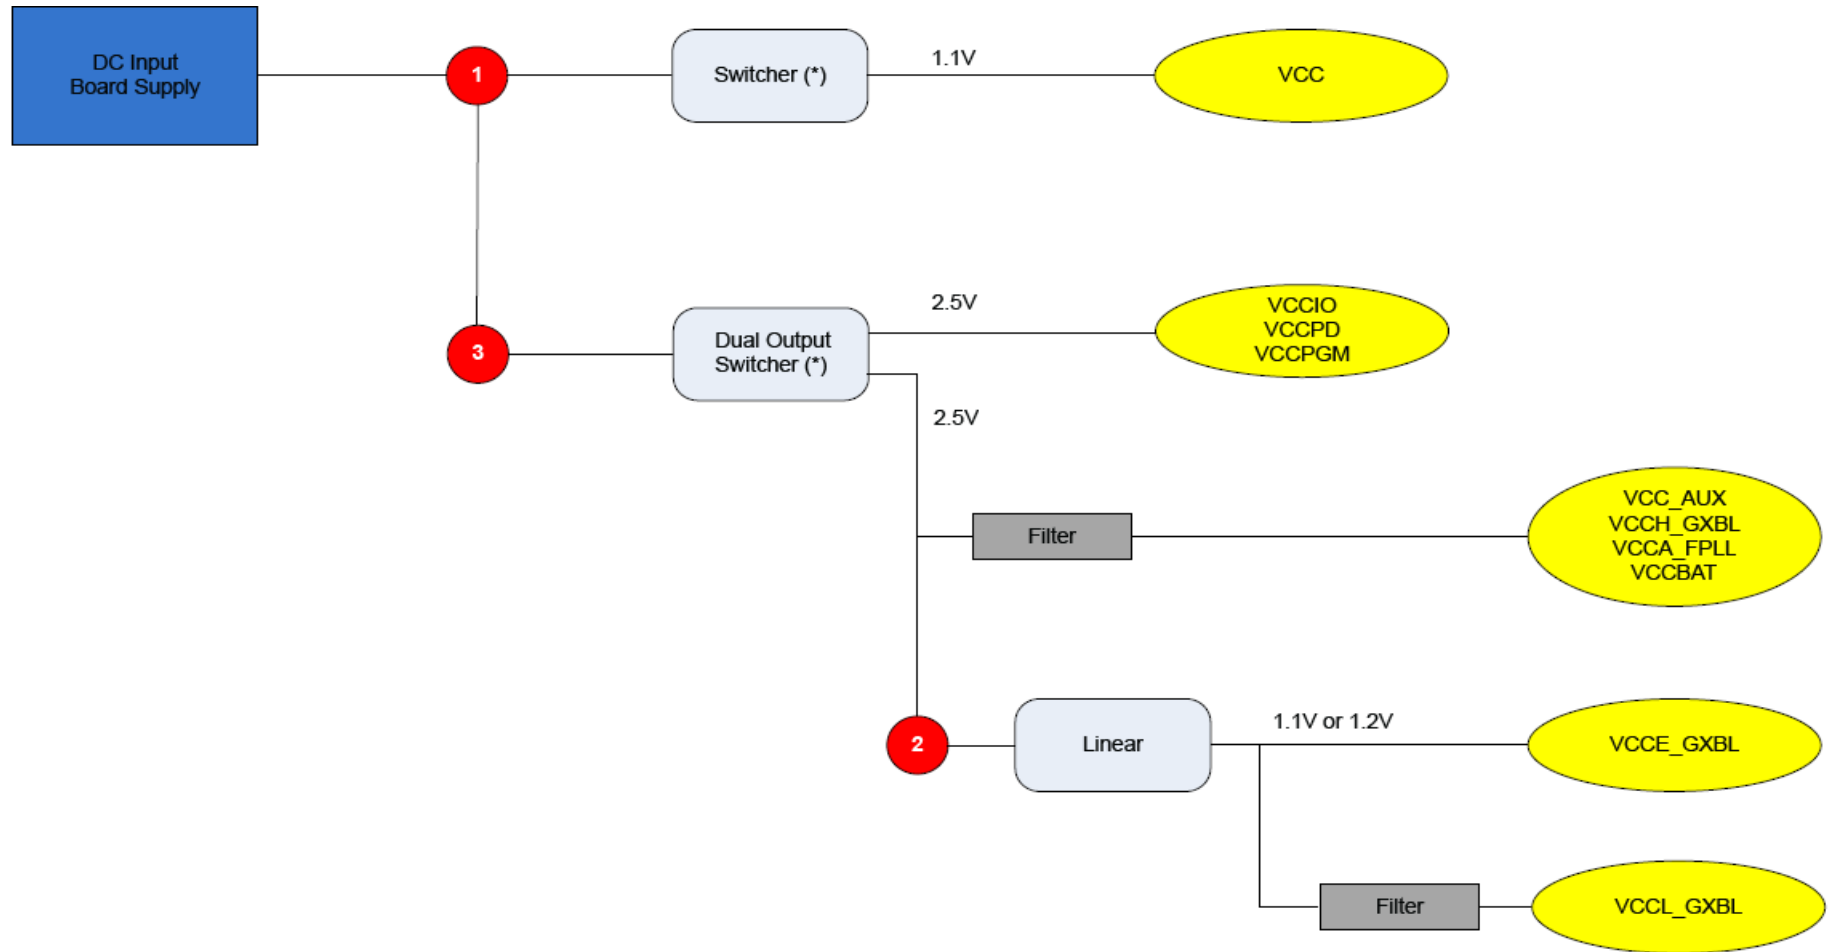 DC Input
Board Supply
1
Switcher (*)
1.1V
VCC
3
Dual Output
Switcher (*)
2.5V
VCCIO
VCCPD
VCCPGM
2.5V
Filter
VCC_AUX
VCCH_GXBL
VCCA_FPLL
VCCBAT
2
Linear
1.1V or 1.2V
VCCE_GXBL
Filter
VCCL_GXBL